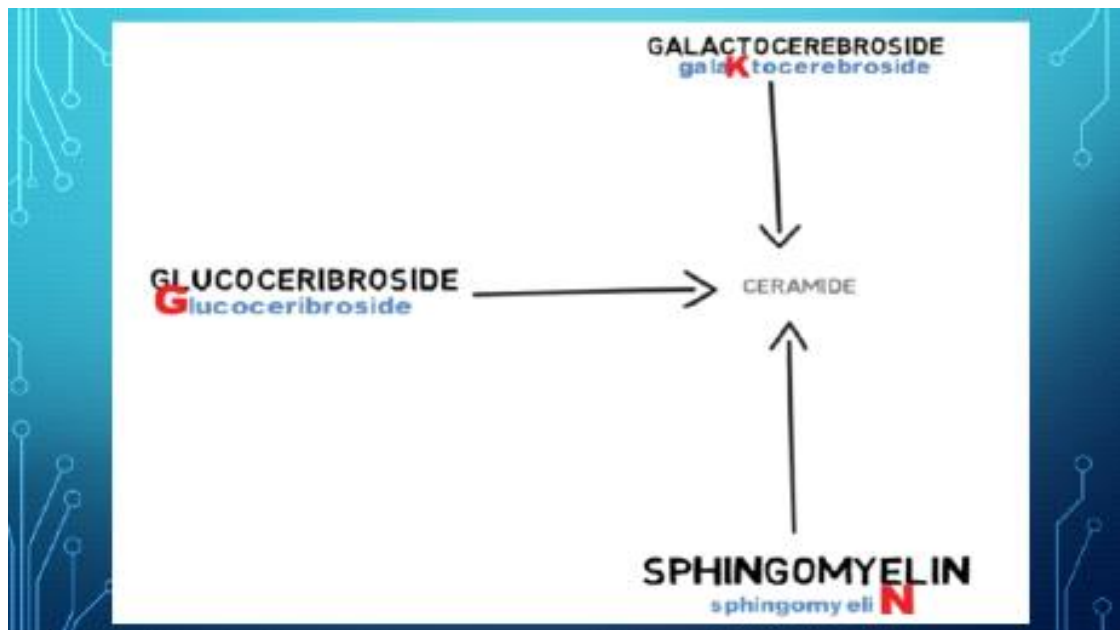 GALACTOCEREBROSIDE
galaKtocerebroside
GLUCOCERIBROSIDE
Glucoceribroside
CERAMIDE
SPHINGOMYELIN
sphingomyeliN